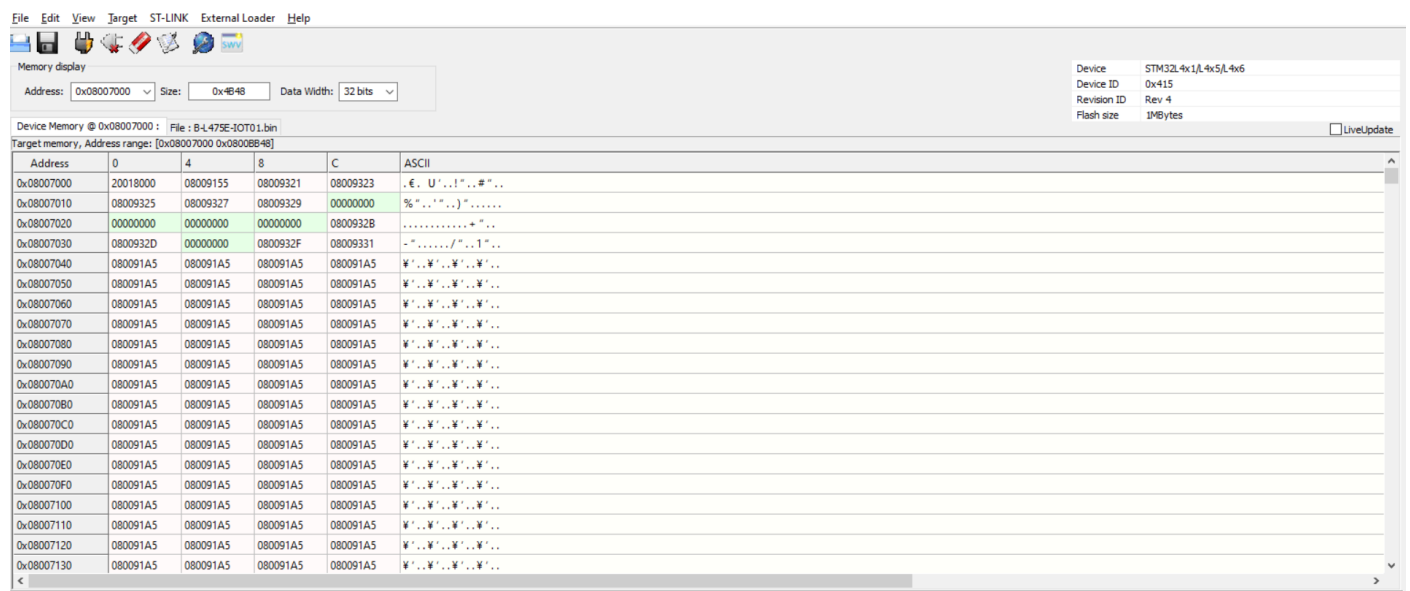 File Edit View Target ST-LINK External Loader Help
SWV
Memory display
Address: 0x08007000 Size: 0x4B48 Data Width: 32 bits
Device STM32L4x1/L4x5/L4x6
Device ID 0x415
Revision ID Rev 4
Flash size 1MBytes
Device Memory @ 0x08007000 : File : B-L475E-IOT01.bin
LiveUpdate
Target memory, Address range: [0x08007000 0x0800BB48]
Address 0 4 8 C ASCII
0x08007000 20018000 08009155 08009321 08009323 .€. U'..!"..#"..
0x08007010 08009325 08009327 08009329 00000000 %"..'"..)"......
0x08007020 00000000 00000000 00000000 0800932B ............+"..
0x08007030 0800932D 00000000 0800932F 08009331 -"....../"..1"..
0x08007040 080091A5 080091A5 080091A5 080091A5 ¥'..¥'..¥'..¥'..
0x08007050 080091A5 080091A5 080091A5 080091A5 ¥'..¥'..¥'..¥'..
0x08007060 080091A5 080091A5 080091A5 080091A5 ¥'..¥'..¥'..¥'..
0x08007070 080091A5 080091A5 080091A5 080091A5 ¥'..¥'..¥'..¥'..
0x08007080 080091A5 080091A5 080091A5 080091A5 ¥'..¥'..¥'..¥'..
0x08007090 080091A5 080091A5 080091A5 080091A5 ¥'..¥'..¥'..¥'..
0x080070A0 080091A5 080091A5 080091A5 080091A5 ¥'..¥'..¥'..¥'..
0x080070B0 080091A5 080091A5 080091A5 080091A5 ¥'..¥'..¥'..¥'..
0x080070C0 080091A5 080091A5 080091A5 080091A5 ¥'..¥'..¥'..¥'..
0x080070D0 080091A5 080091A5 080091A5 080091A5 ¥'..¥'..¥'..¥'..
0x080070E0 080091A5 080091A5 080091A5 080091A5 ¥'..¥'..¥'..¥'..
0x080070F0 080091A5 080091A5 080091A5 080091A5 ¥'..¥'..¥'..¥'..
0x08007100 080091A5 080091A5 080091A5 080091A5 ¥'..¥'..¥'..¥'..
0x08007110 080091A5 080091A5 080091A5 080091A5 ¥'..¥'..¥'..¥'..
0x08007120 080091A5 080091A5 080091A5 080091A5 ¥'..¥'..¥'..¥'..
0x08007130 080091A5 080091A5 080091A5 080091A5 ¥'..¥'..¥'..¥'..